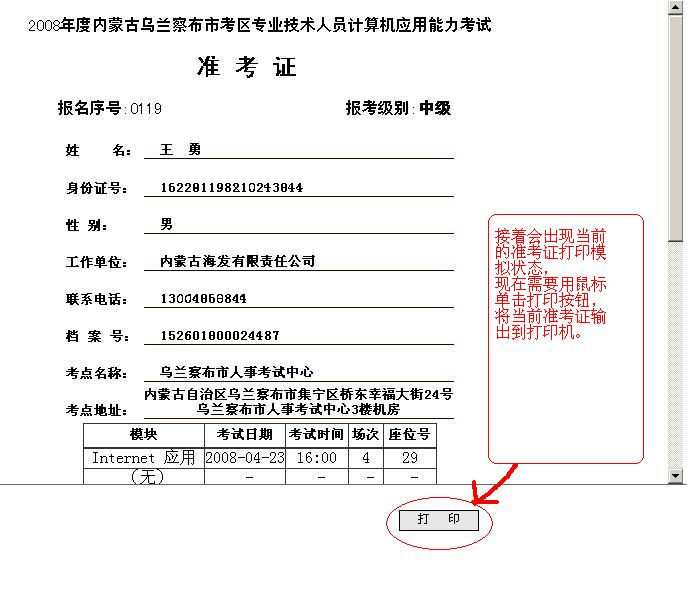 2008年度内蒙古乌兰察布市考区专业技术人员计算机应用能力考试
准 考 证
报名序号:0119 报考级别:中级
姓 名: 王 勇
身份证号: 162281198210243844
性 别: 男
工作单位: 内蒙古海发有限责任公司
联系电话: 13004868844
档 案 号: 152601800024487
考点名称: 乌兰察布市人事考试中心
考点地址: 内蒙古自治区乌兰察布市集宁区桥东幸福大街24号
乌兰察布市人事考试中心3楼机房
模块 考试日期 考试时间 场次 座位号
Internet 应用 2008-04-23 16:00 4 29
(无) - - - -
接着会出现当前
的准考证打印模
拟状态,
现在需要用鼠标
单击打印按钮,
将当前准考证输
出到打印机。
打 印